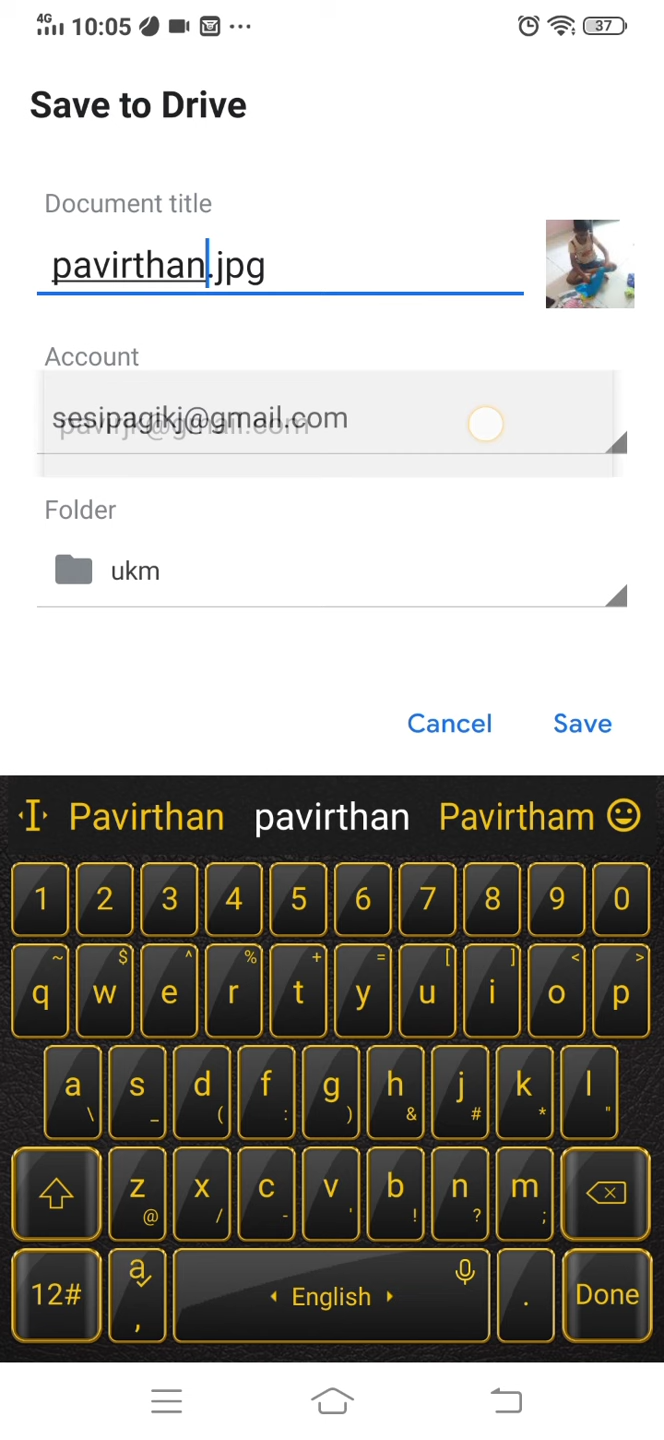 4G 10:05 37
Save to Drive
Document title
pavirthan.jpg
Account
sesipagikj@gmail.com
Folder
ukm
Cancel Save
Pavirthan pavirthan Pavirtham
1 2 3 4 5 6 7 8 9 0
~ $ ^ % + = [ ] < >
q w e r t y u i o p
a s d f g h j k l
\ _ ( : ) & # * "
z x c v b n m
@ / - ' ! ? ;
12# a , English . Done